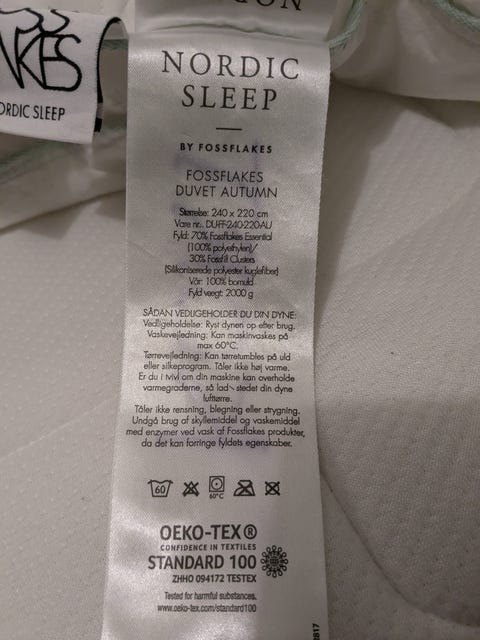 NORDIC
SLEEP
BY FOSSFLAKES
FOSSFLAKES
DUVET AUTUMN
Størrelse: 240 x 220 cm
Vare nr.: DUFF-240-220-AU
Fyld: 70% Fossflakes Essential
(100% polyethylen)/
30% Fossfill Clusters
(Silikoniserede polyester kuglefiber)
Vår: 100% bomuld
Fyld vægt: 2000 g
SÅDAN VEDLIGEHOLDER DU DIN DYNE:
Vedligeholdelse: Ryst dynen op efter brug.
Vaskevejledning: Kan maskinvaskes på
max 60°C.
Tørrevejledning: Kan tørretumbles på uld
eller silkeprogram. Tåler ikke høj varme.
Er du i tvivl om din maskine kan overholde
varmegraderne, så lad stedet din dyne
lufttørre.
Tåler ikke rensning, blegning eller strygning.
Undgå brug af skyllemiddel og vaskemiddel
med enzymer ved vask af Fossflakes produkter,
da det kan forringe fyldets egenskaber.
60
60°C
OEKO-TEX®
CONFIDENCE IN TEXTILES
STANDARD 100
ZHHO 094172 TESTEX
Tested for harmful substances.
www.oeko-tex.com/standard100
AKES
ORDIC SLEEP